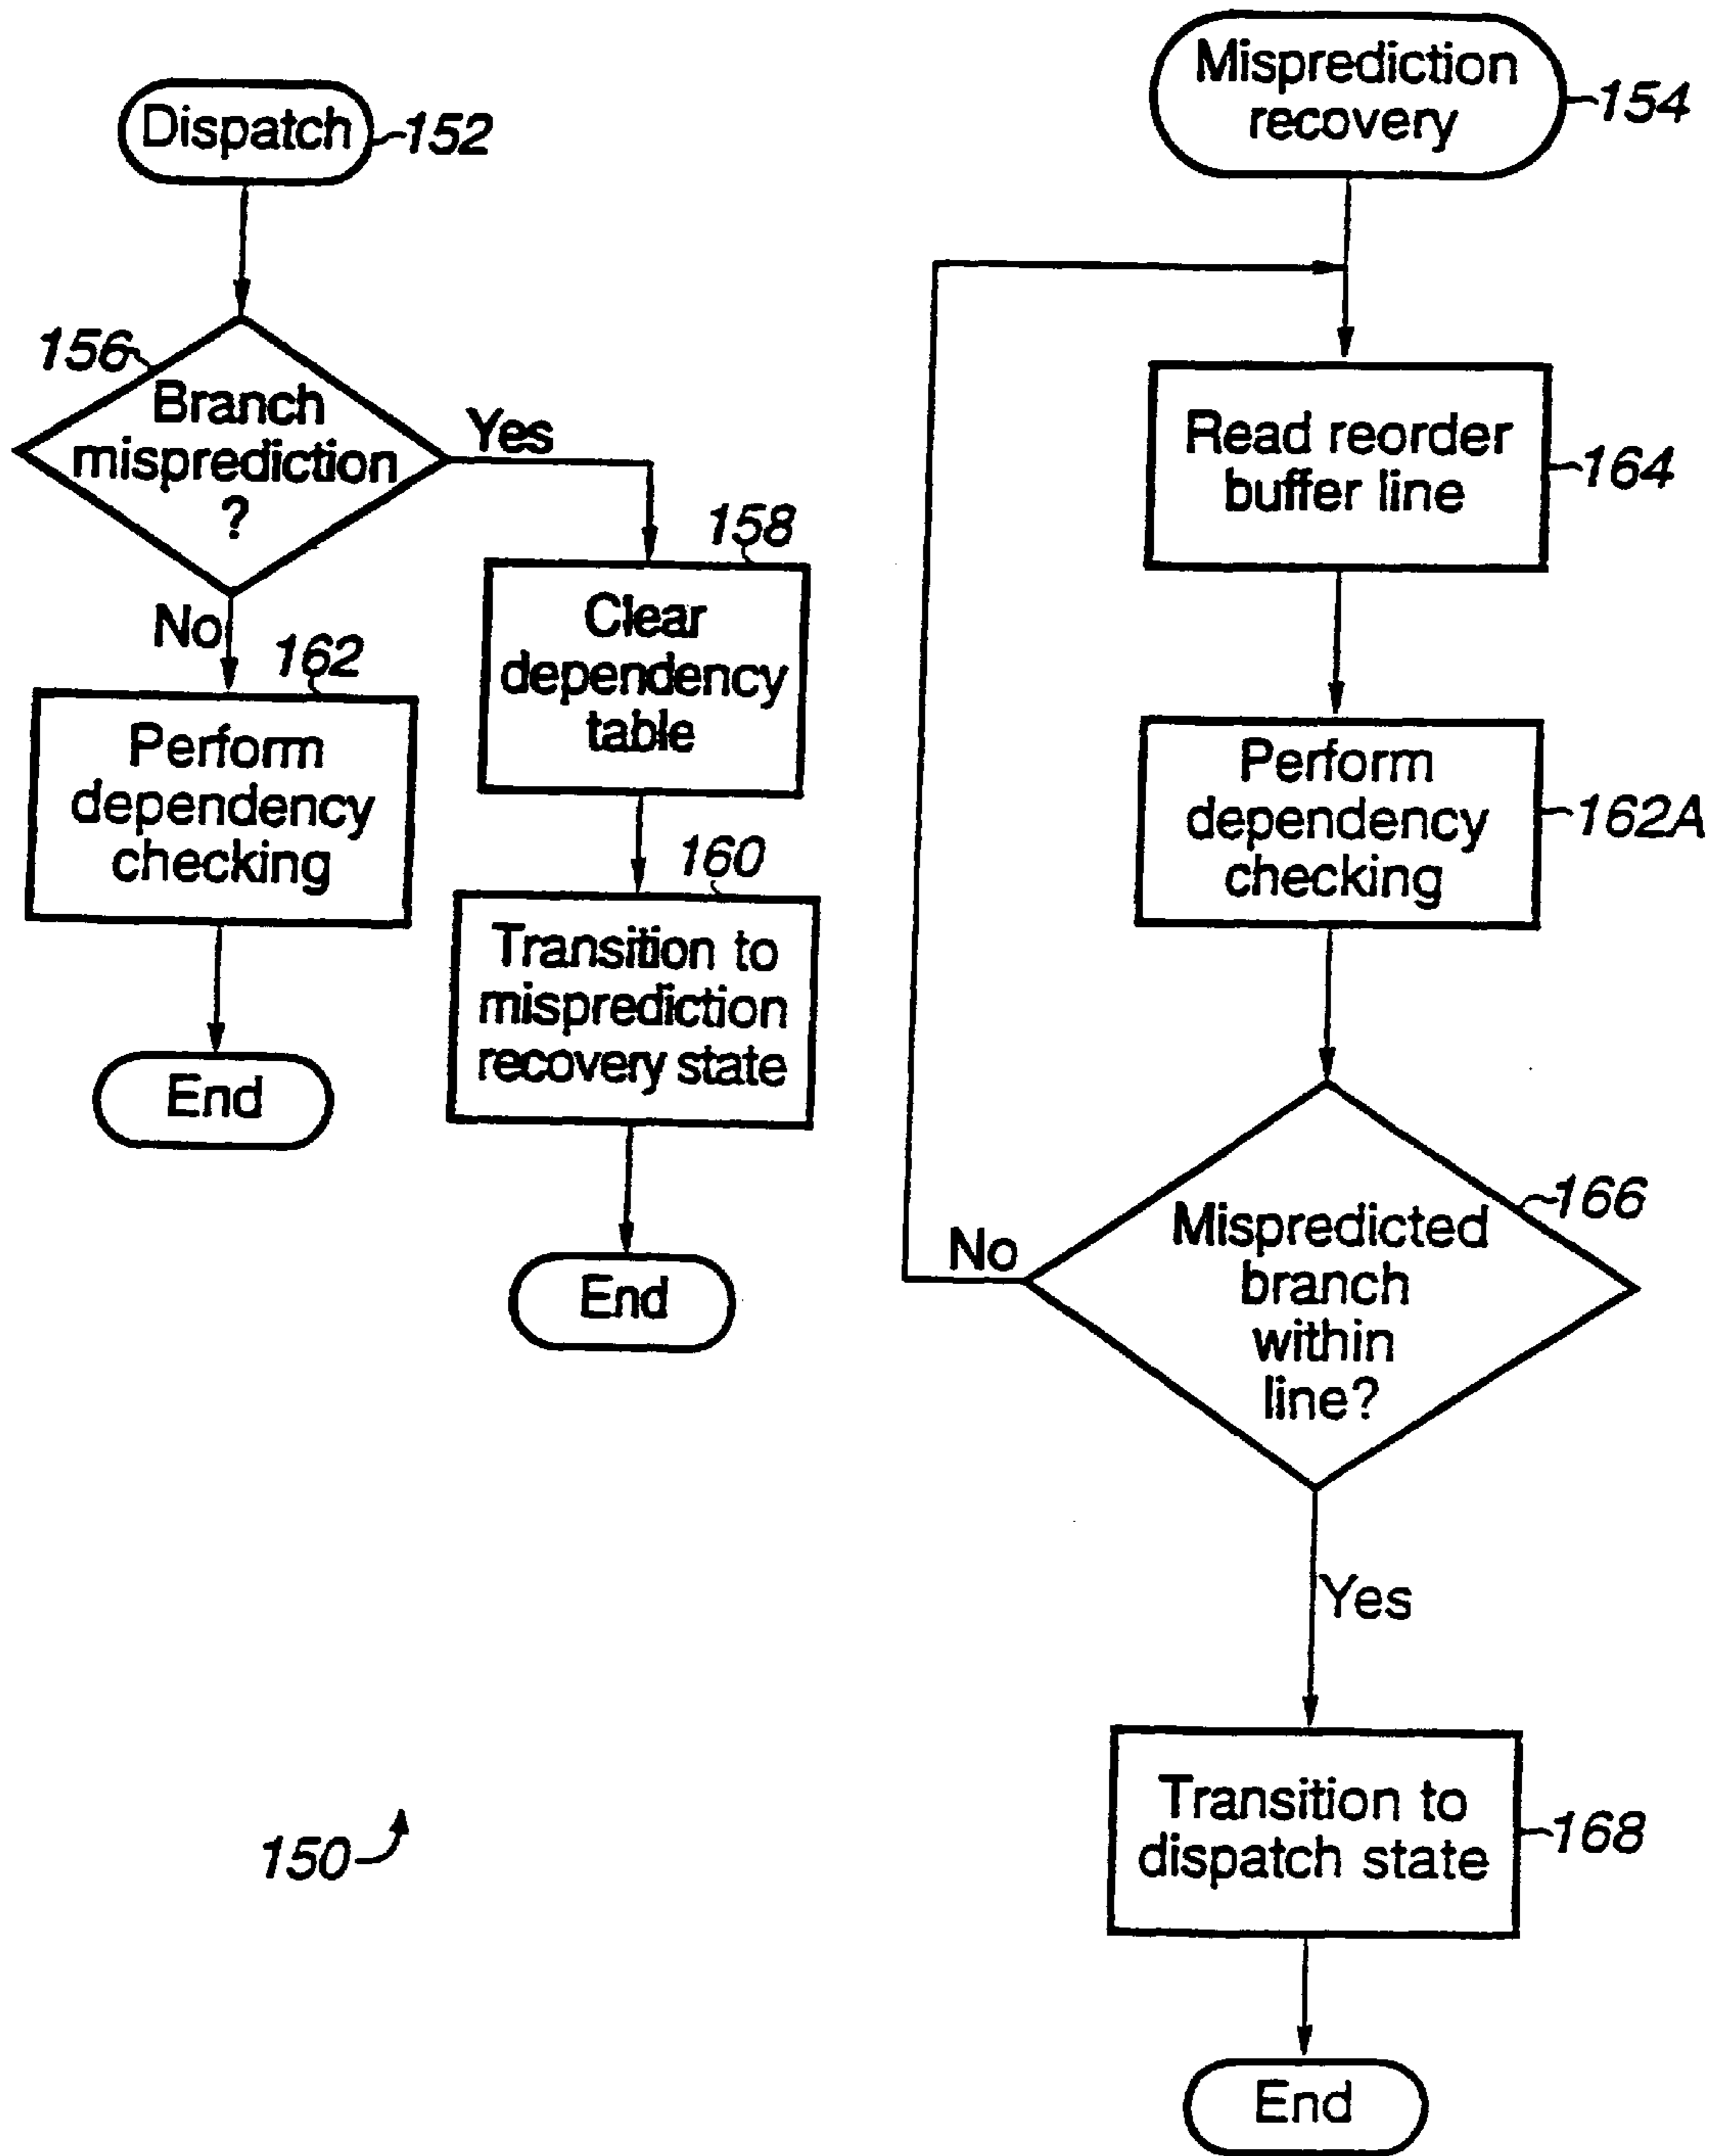 Dispatch
152
156
Branch
misprediction
?
Yes
No
158
Clear
dependency
table
162
Perform
dependency
checking
160
Transition to
misprediction
recovery state
End
End
150
Misprediction
recovery
154
Read reorder
buffer line
164
Perform
dependency
checking
162A
Mispredicted
branch
within
line?
166
No
Yes
Transition to
dispatch state
168
End